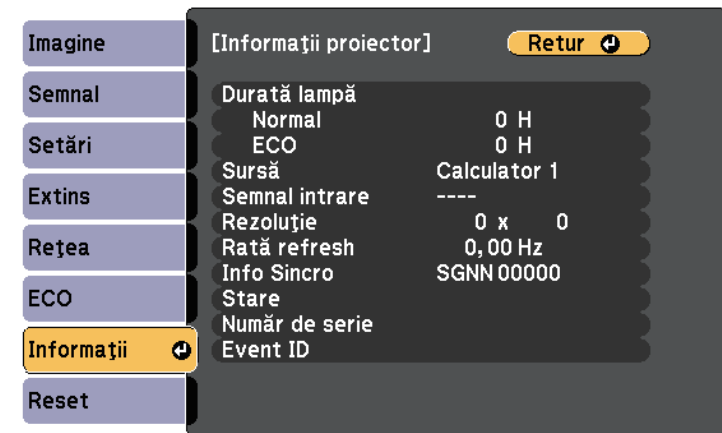 Imagine
Semnal
Setări
Extins
Reţea
ECO
Informaţii
Reset
[Informaţii proiector]
Retur
Durată lampă
Normal 0 H
ECO 0 H
Sursă Calculator 1
Semnal intrare ----
Rezoluţie 0 x 0
Rată refresh 0,00 Hz
Info Sincro SGNN 00000
Stare
Număr de serie
Event ID